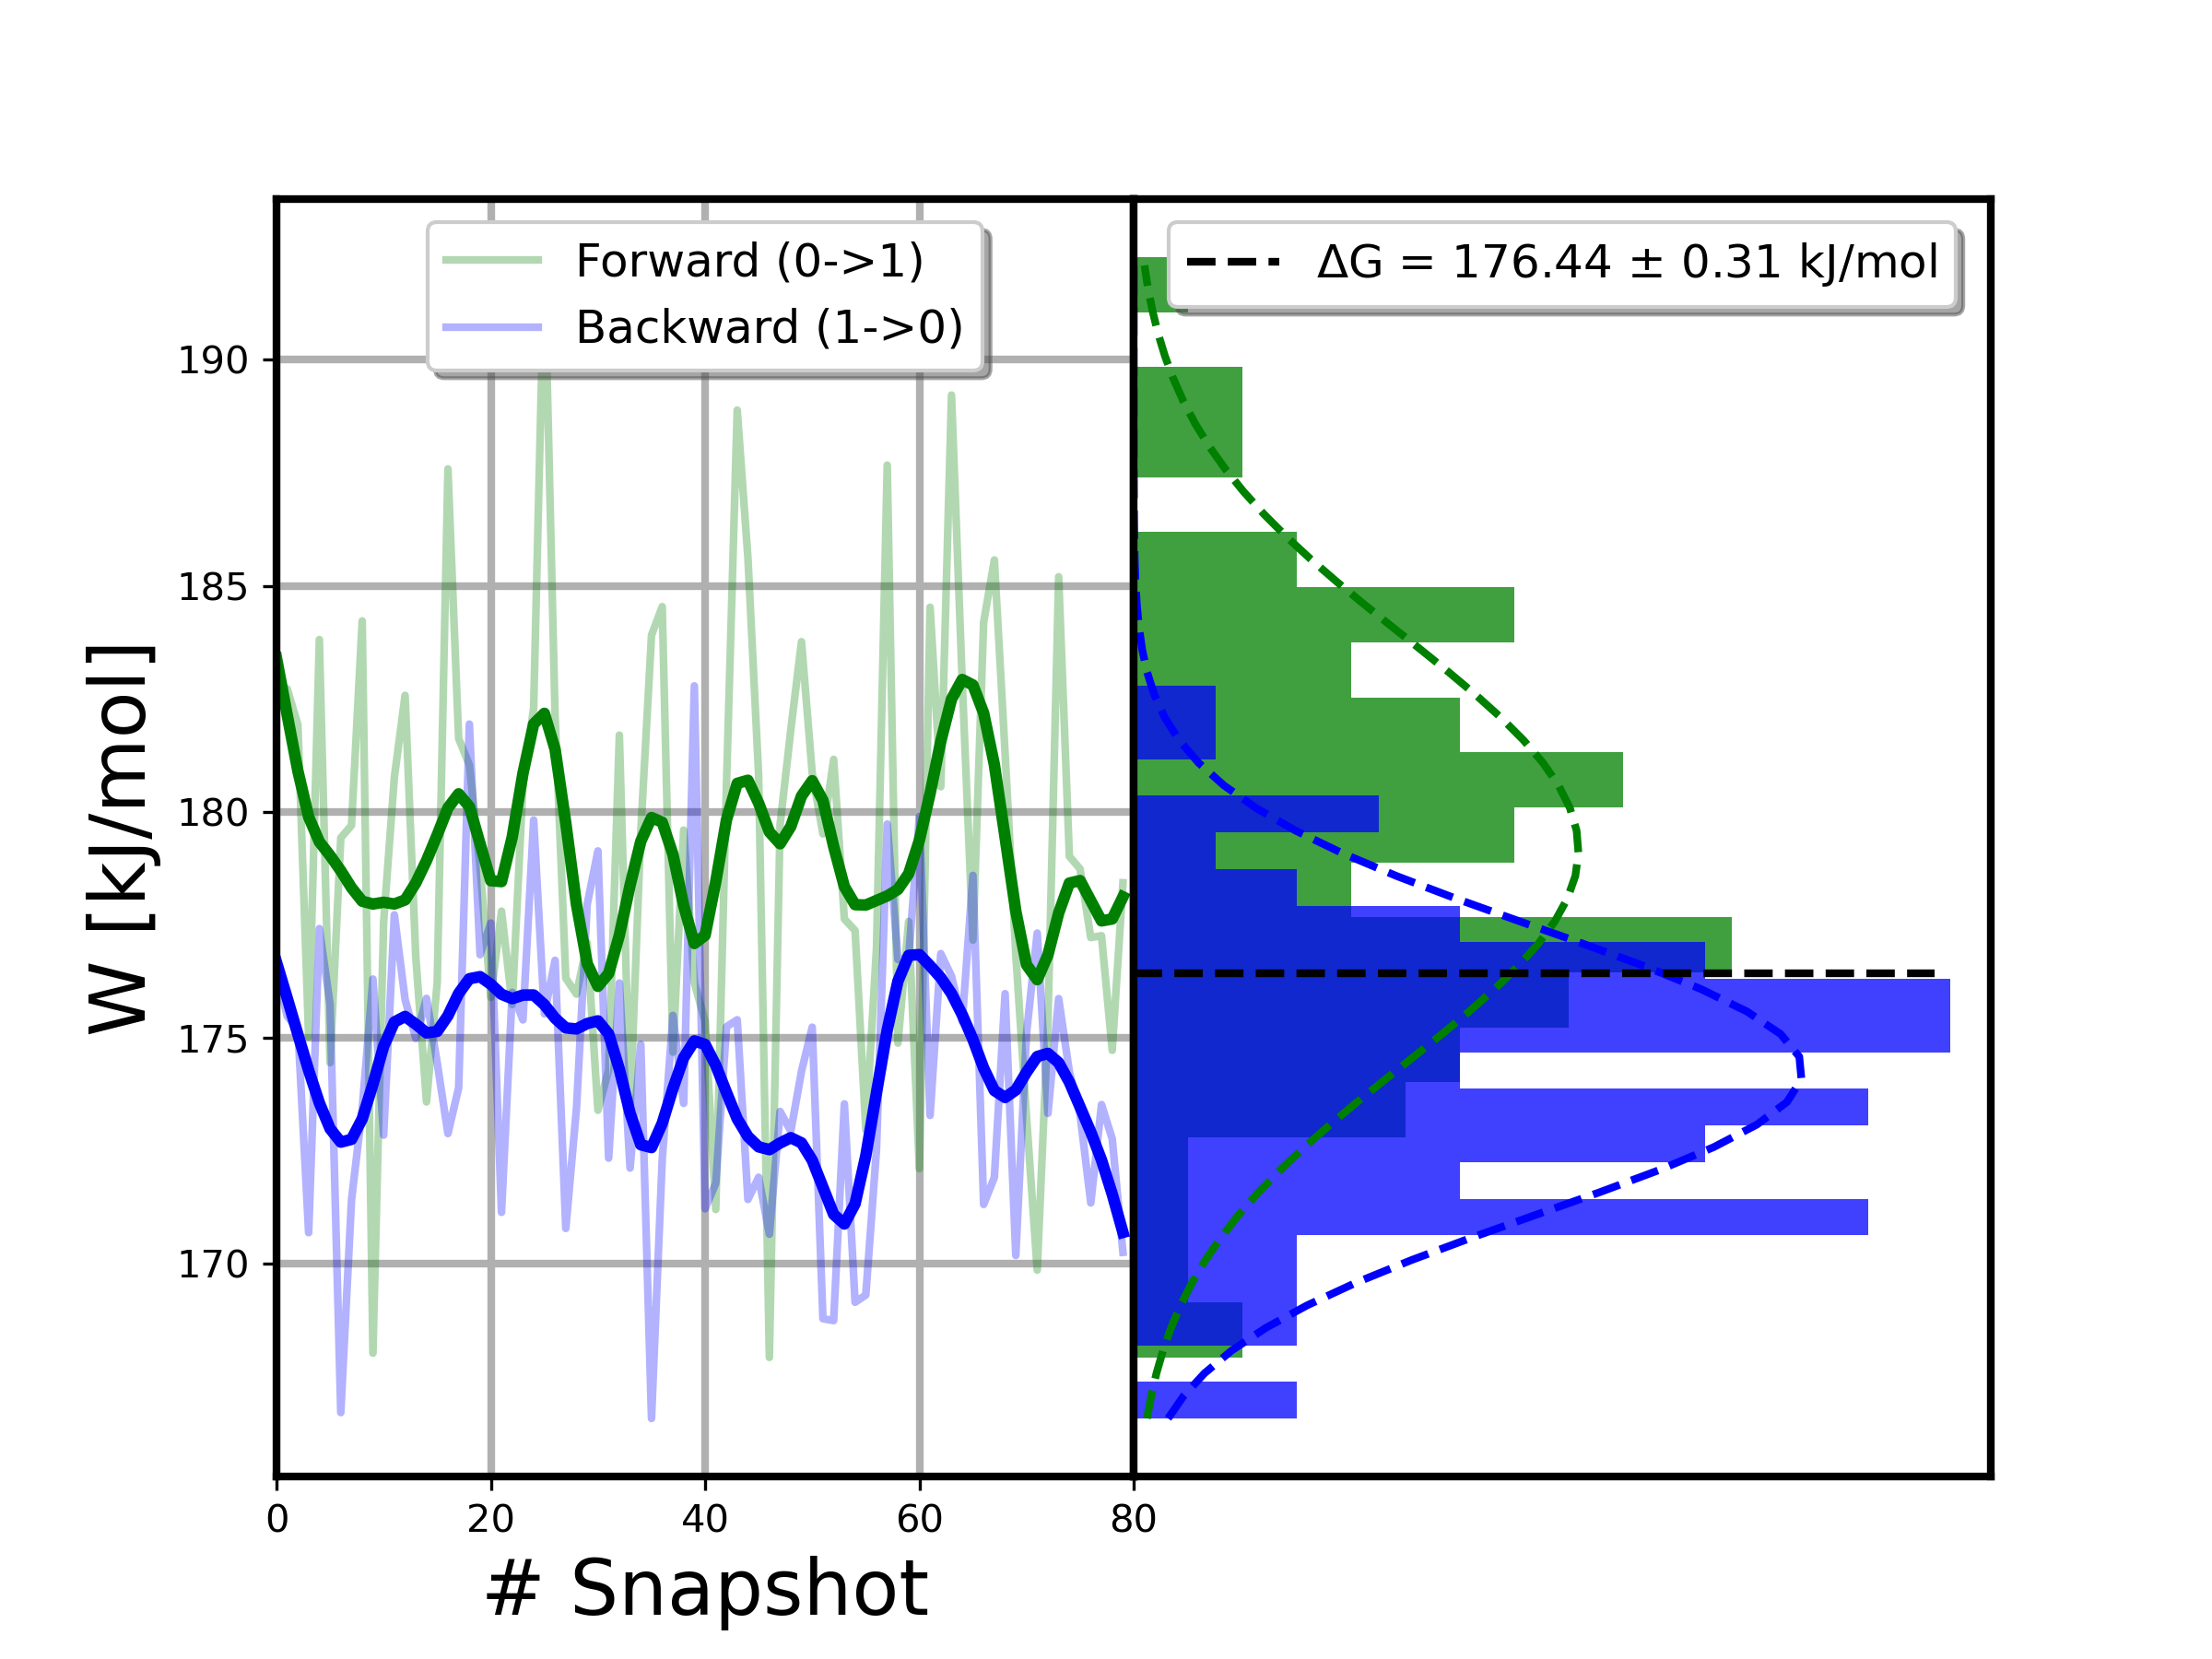 Forward (0->1)
Backward (1->0)
ΔG = 176.44 ± 0.31 kJ/mol
190
185
180
175
170
W [kJ/mol]
0 20 40 60 80
# Snapshot